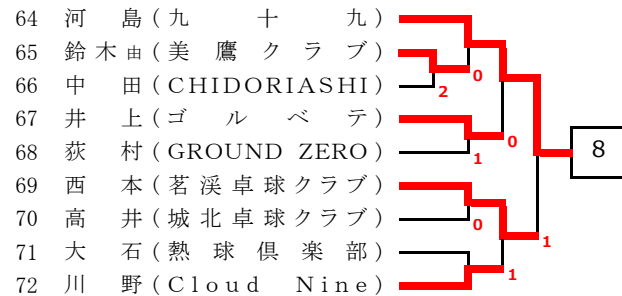 64 河島(九十九)
65 鈴木由(美鷹クラブ)
0
66 中田(CHIDORIASHI)
2
67 井上(ゴルベテ)
0
8
68 荻村(GROUND ZERO)
1
69 西本(茗渓卓球クラブ)
70 高井(城北卓球クラブ)
0
1
71 大石(熱球倶楽部)
1
72 川野(Cloud Nine)